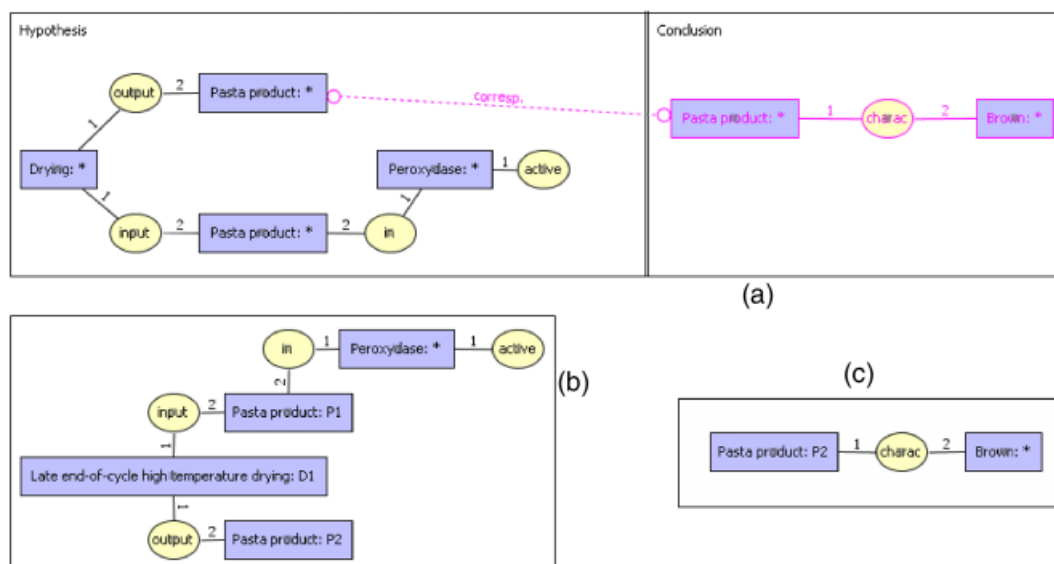 Hypothesis
Conclusion
output 2 Pasta product: *
corresp.
Pasta product: * 1 charac 2 Brown: *
1
Drying: *
Peroxydase: * 1 active
1
1
input 2 Pasta product: * 2 in
(a)
in 1 Peroxydase: * 1 active
2
(b)
input 2 Pasta product: P1
1
Late end-of-cycle high temperature drying: D1
1
output 2 Pasta product: P2
(c)
Pasta product: P2 1 charac 2 Brown: *